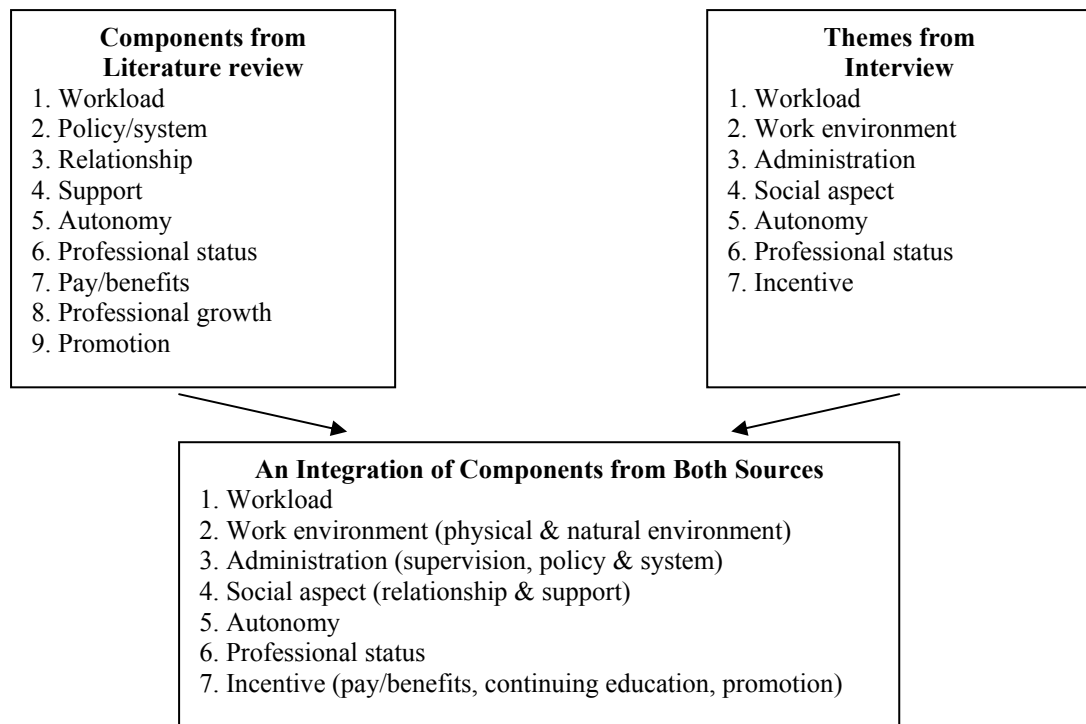 Components from
Literature review
1. Workload
2. Policy/system
3. Relationship
4. Support
5. Autonomy
6. Professional status
7. Pay/benefits
8. Professional growth
9. Promotion
Themes from
Interview
1. Workload
2. Work environment
3. Administration
4. Social aspect
5. Autonomy
6. Professional status
7. Incentive
An Integration of Components from Both Sources
1. Workload
2. Work environment (physical & natural environment)
3. Administration (supervision, policy & system)
4. Social aspect (relationship & support)
5. Autonomy
6. Professional status
7. Incentive (pay/benefits, continuing education, promotion)